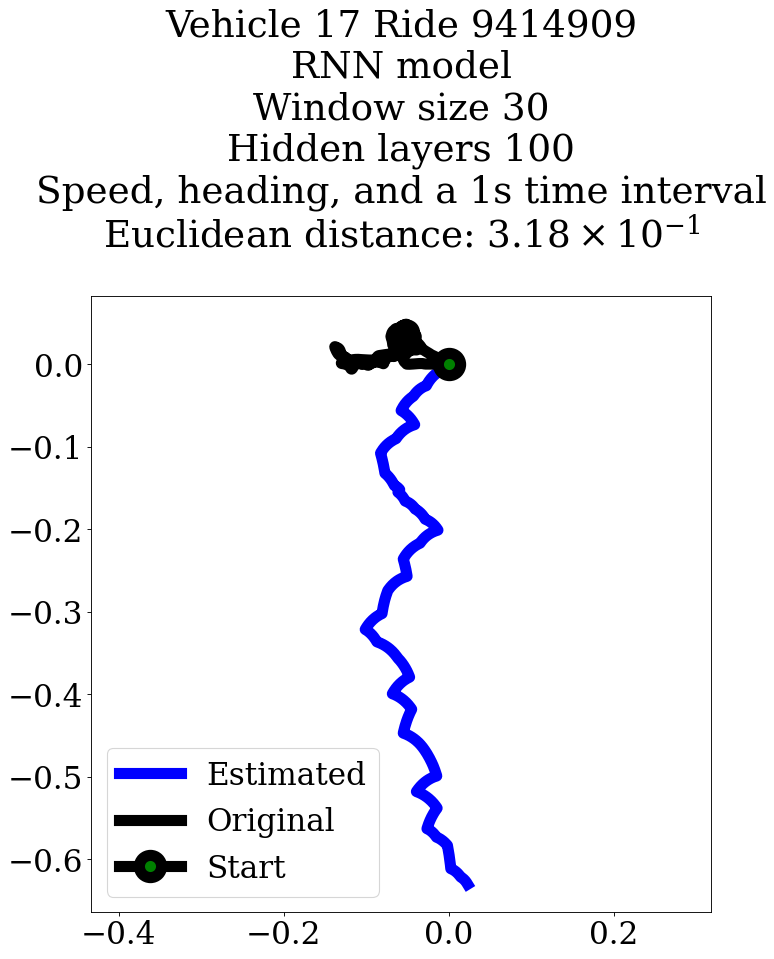 Vehicle 17 Ride 9414909
RNN model
Window size 30
Hidden layers 100
Speed, heading, and a 1s time interval
Euclidean distance: 3.18 × 10⁻¹
0.0
−0.1
−0.2
−0.3
−0.4
−0.5
−0.6
Estimated
Original
Start
−0.4 −0.2 0.0 0.2